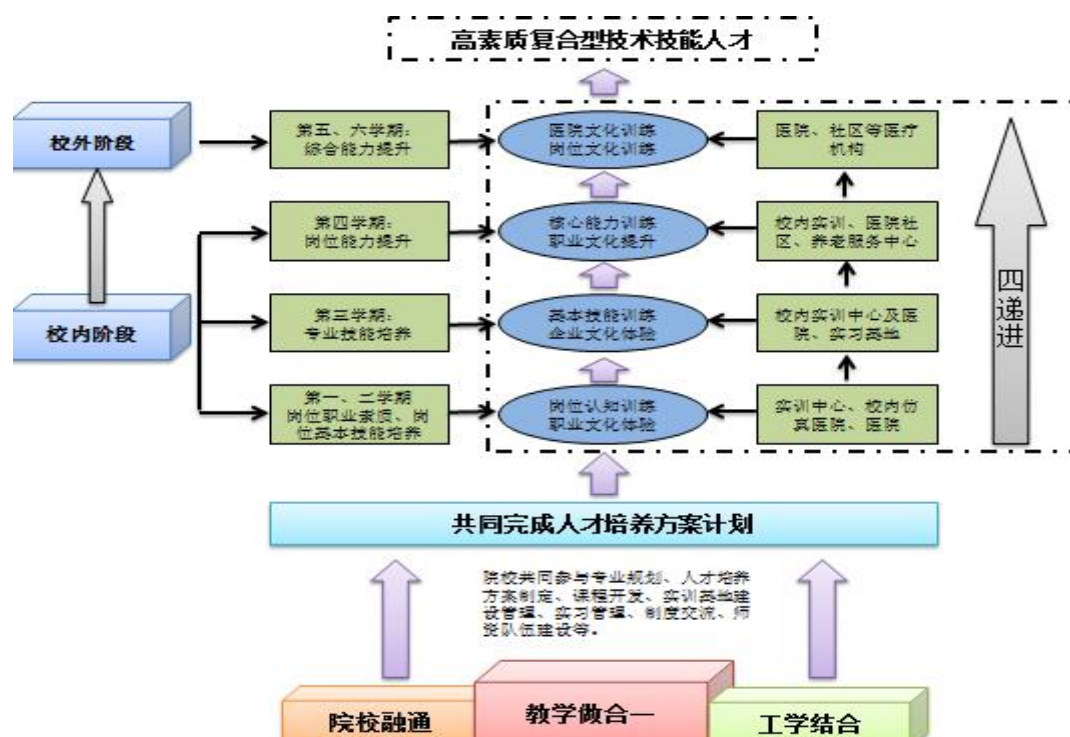 高素质复合型技术技能人才
校外阶段
第五、六学期：
综合能力提升
医院文化训练
岗位文化训练
医院、社区等医疗
机构
第四学期：
岗位能力提升
核心能力训练
职业文化提升
校内实训、医院社
区、养老服务中心
四递进
校内阶段
第三学期：
专业技能培养
基本技能训练
企业文化体验
校内实训中心及医
院、实习基地
第一、二学期
岗位职业素质、岗
位基本技能培养
岗位认知训练
职业文化体验
实训中心、校内仿
真医院、医院
共同完成人才培养方案计划
院校共同参与专业规划、人才培养
方案制定、课程开发、实训基地建
设管理、实习管理、制度交流、师
资队伍建设等。
院校融通
教学做合一
工学结合